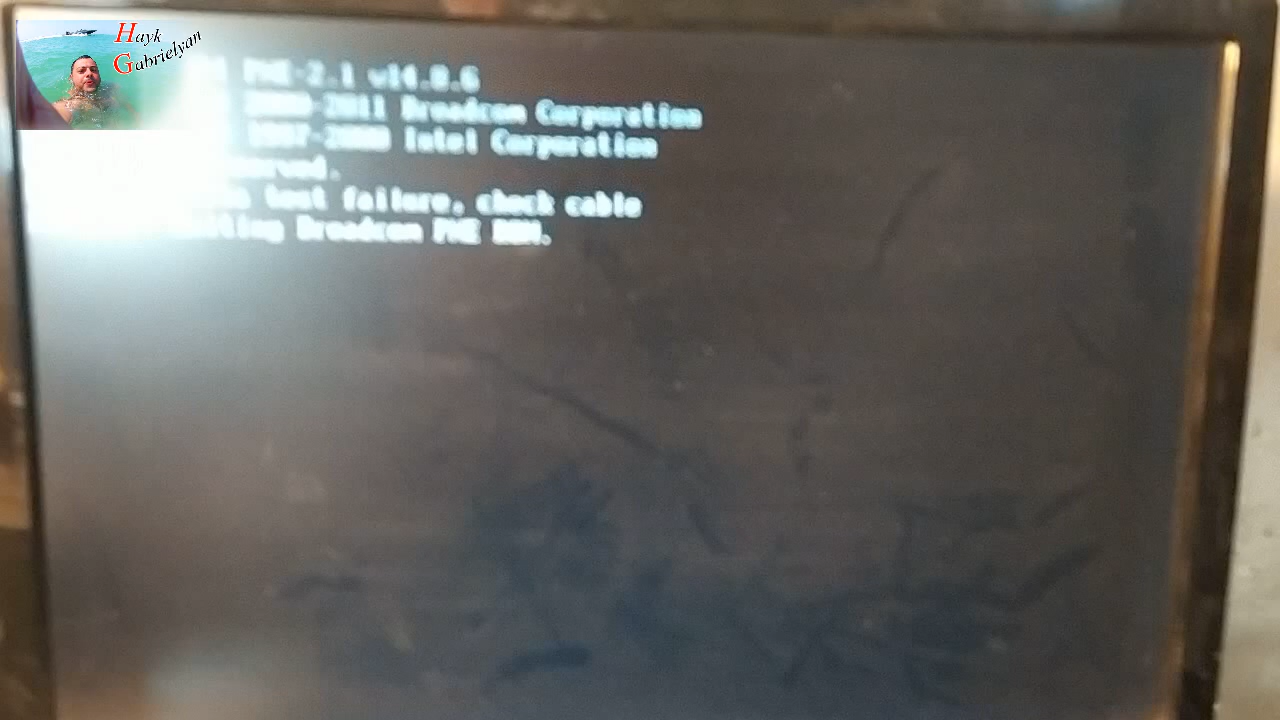 Hayk
Gabrielyan
PXE-2.1 v14.0.6
2000-2011 Broadcom Corporation
1997-2000 Intel Corporation
test failure, check cable
Broadcom PXE ROM.